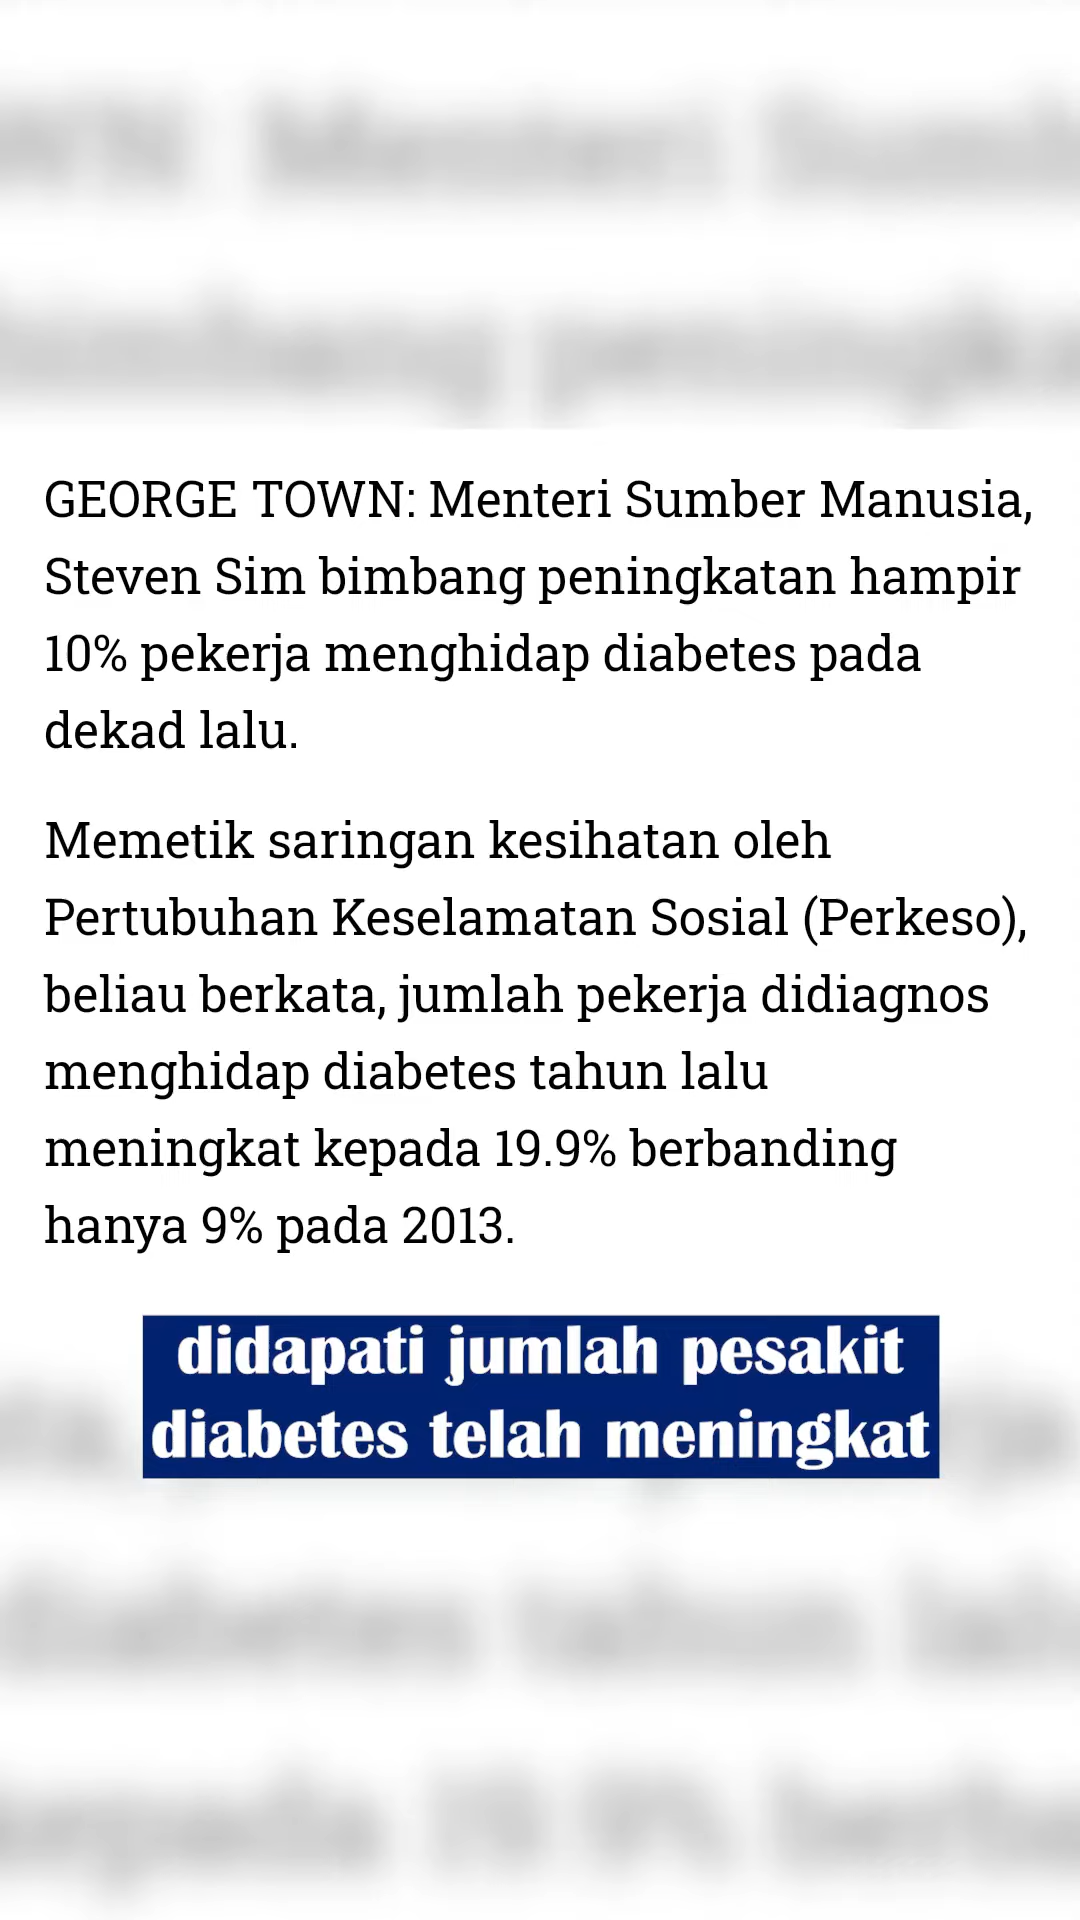 GEORGE TOWN: Menteri Sumber Manusia,
Steven Sim bimbang peningkatan hampir
10% pekerja menghidap diabetes pada
dekad lalu.
Memetik saringan kesihatan oleh
Pertubuhan Keselamatan Sosial (Perkeso),
beliau berkata, jumlah pekerja didiagnos
menghidap diabetes tahun lalu
meningkat kepada 19.9% berbanding
hanya 9% pada 2013.
didapati jumlah pesakit
diabetes telah meningkat